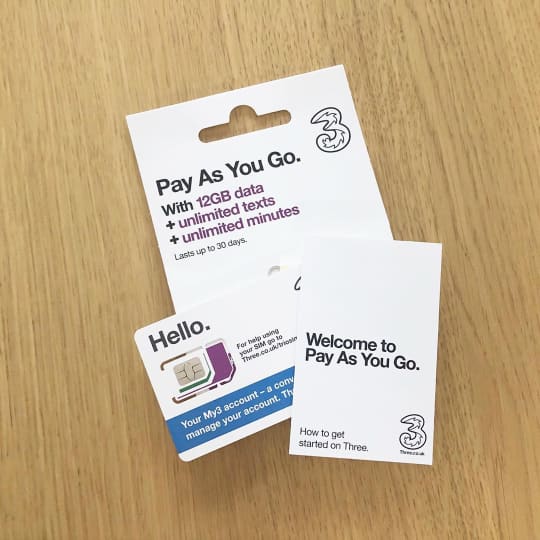 3
Pay As You Go.
With 12GB data
+ unlimited texts
+ unlimited minutes
Lasts up to 30 days.
Hello.
For help using
your SIM go to
Your My3 account – a
manage your account.
Welcome to
Pay As You Go.
How to get
started on Three.
3
Three.co.uk